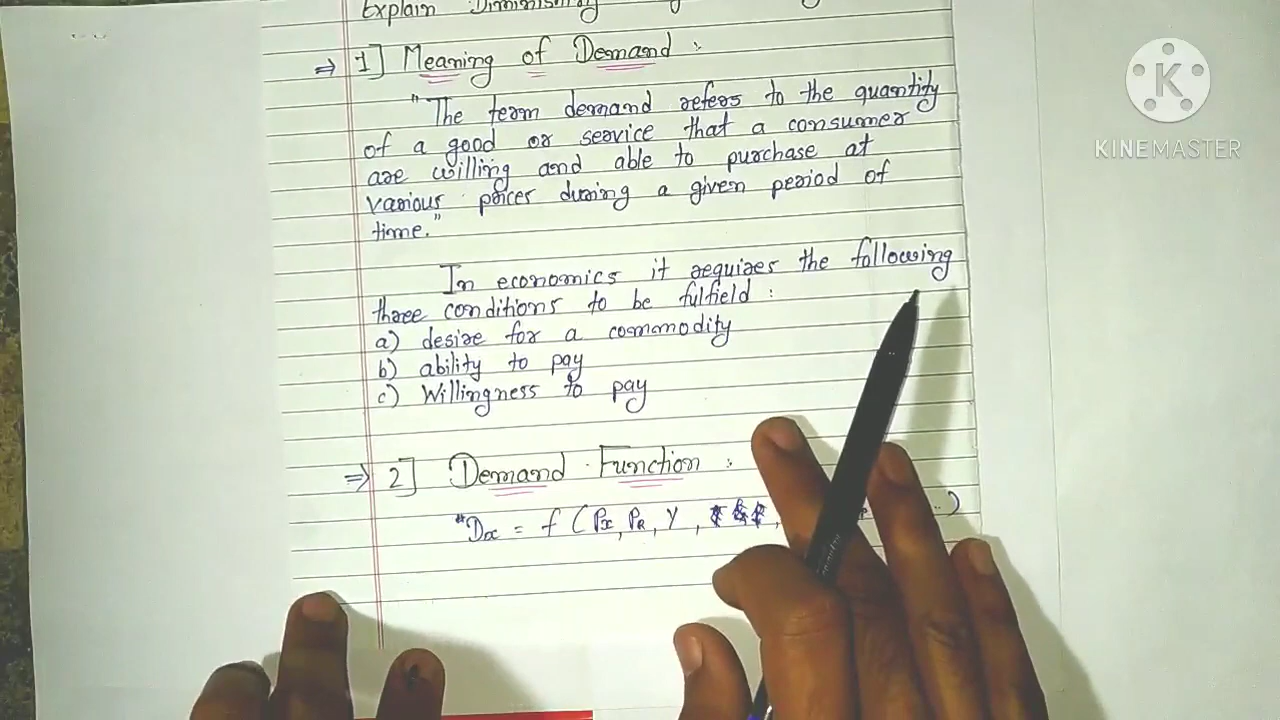 Explain Diminishing
⇒ 1] Meaning of Demand :
"The term demand refers to the quantity
of a good or service that a consumer
are willing and able to purchase at
various prices during a given period of
time."
In economics it requires the following
three conditions to be fulfield :
a) desire for a commodity
b) ability to pay
c) Willingness to pay
⇒ 2] Demand Function :
"Dx = f (Px, PR, Y, ..)
K
KINEMASTER